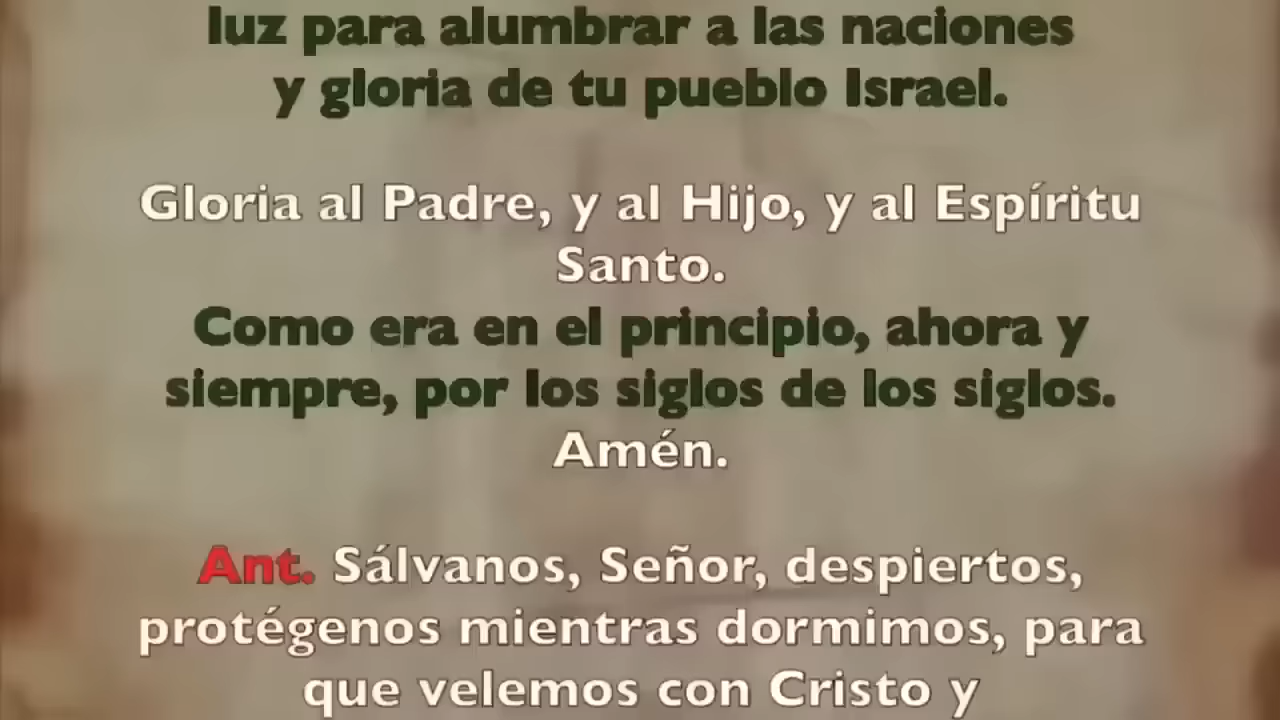 luz para alumbrar a las naciones
y gloria de tu pueblo Israel.
Gloria al Padre, y al Hijo, y al Espíritu
Santo.
Como era en el principio, ahora y
siempre, por los siglos de los siglos.
Amén.
Ant. Sálvanos, Señor, despiertos,
protégenos mientras dormimos, para
que velemos con Cristo y